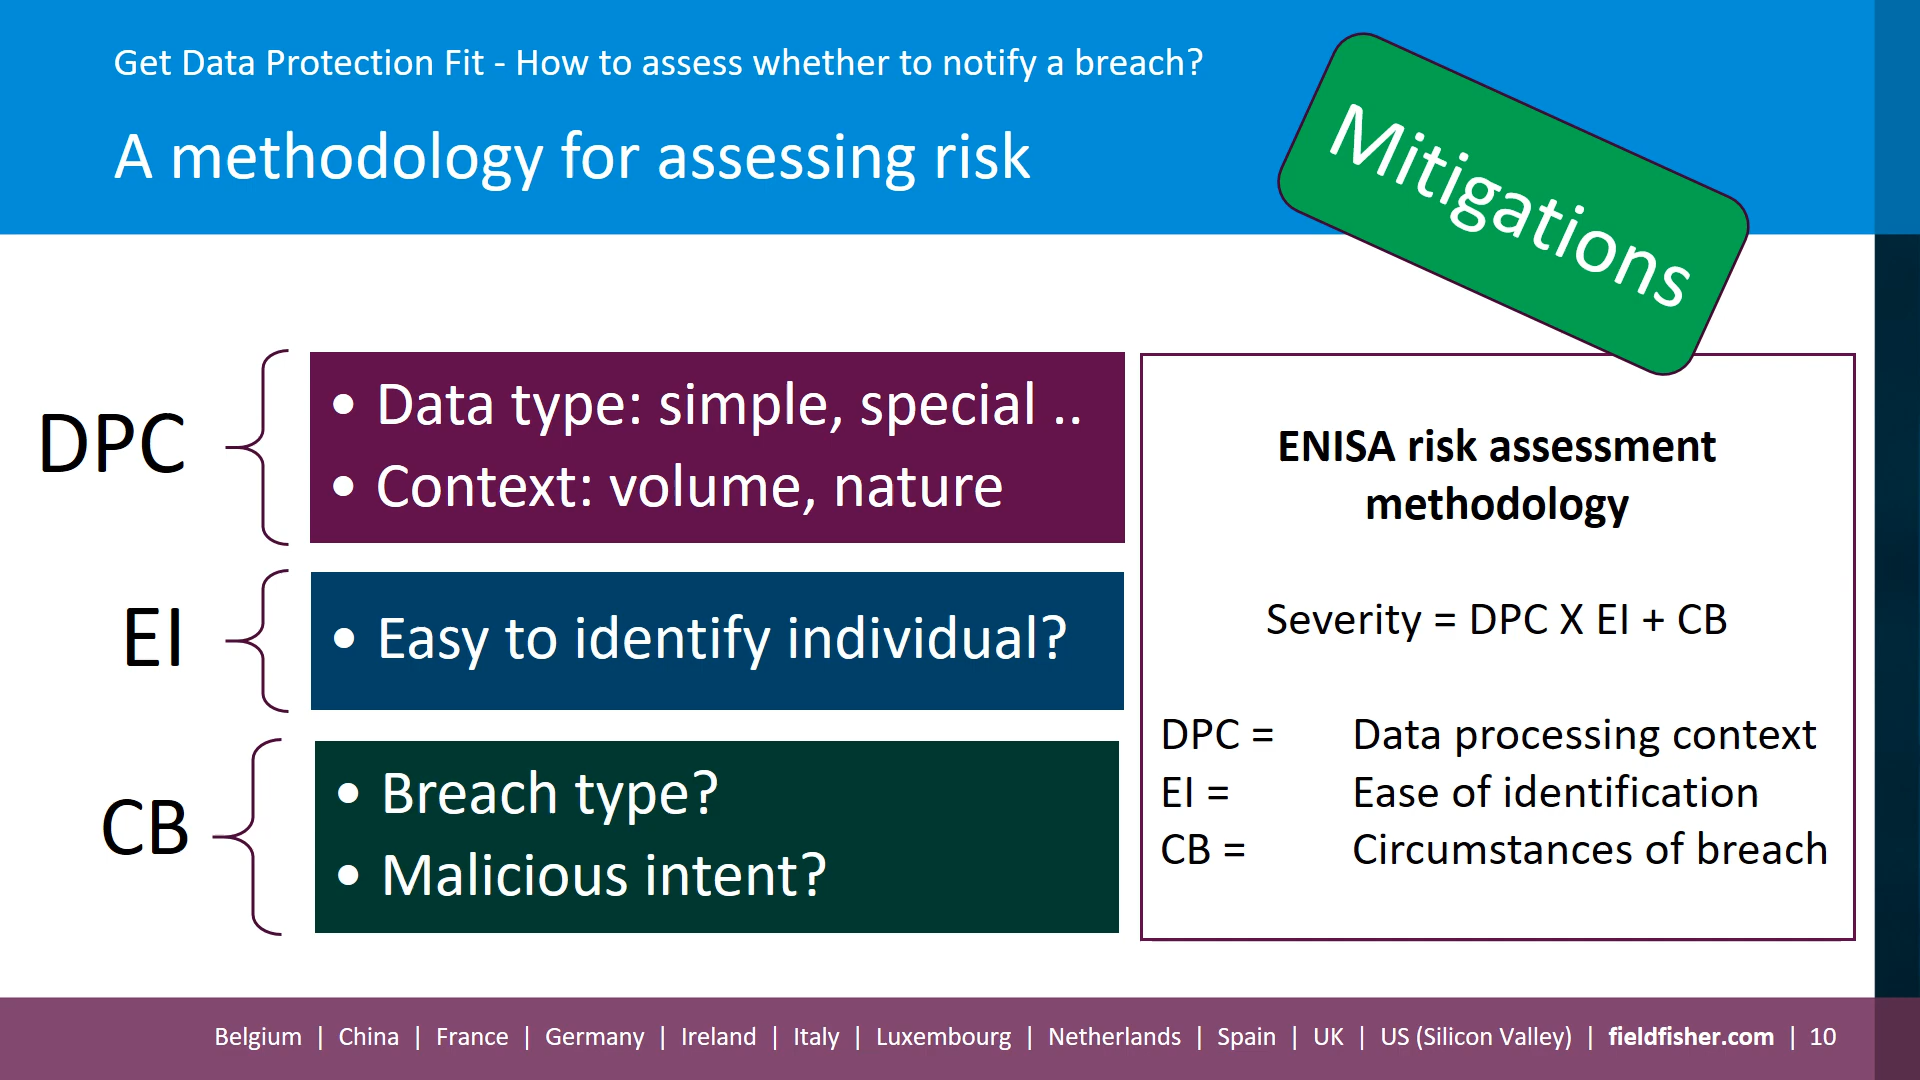 Get Data Protection Fit - How to assess whether to notify a breach?
A methodology for assessing risk
Mitigations
DPC
• Data type: simple, special ..
• Context: volume, nature
EI
• Easy to identify individual?
CB
• Breach type?
• Malicious intent?
ENISA risk assessment
methodology
Severity = DPC X EI + CB
DPC = Data processing context
EI = Ease of identification
CB = Circumstances of breach
Belgium | China | France | Germany | Ireland | Italy | Luxembourg | Netherlands | Spain | UK | US (Silicon Valley) | fieldfisher.com | 10